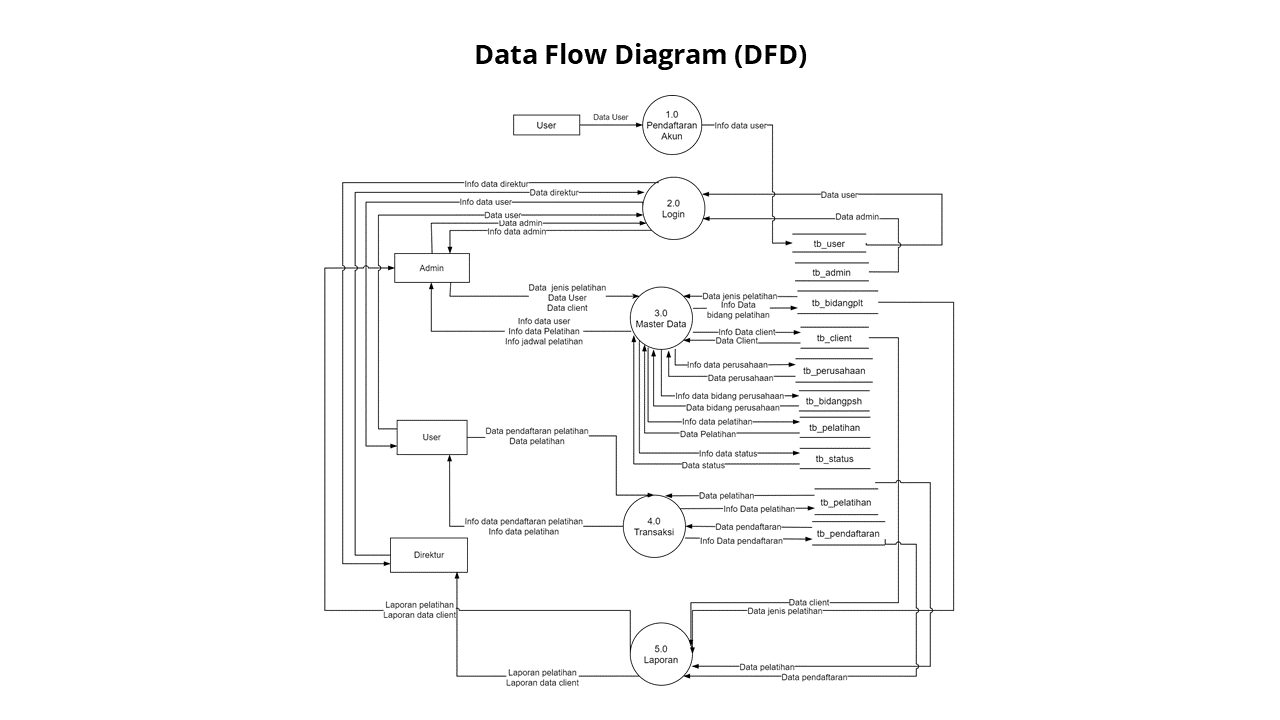 Data Flow Diagram (DFD)
User
Data User
1.0
Pendaftaran
Akun
Info data user
Info data direktur
Data direktur
Info data user
Data user
Data admin
Info data admin
2.0
Login
Data user
Data admin
tb_user
tb_admin
Admin
Data jenis pelatihan
Data User
Data client
Info data user
Info data Pelatihan
Info jadwal pelatihan
3.0
Master Data
Data jenis pelatihan
Info Data
bidang pelatihan
tb_bidangplt
Info Data client
Data Client
tb_client
Info data perusahaan
Data perusahaan
tb_perusahaan
Info data bidang perusahaan
Data bidang perusahaan
tb_bidangpsh
Info data pelatihan
Data Pelatihan
tb_pelatihan
Info data status
Data status
tb_status
User
Data pendaftaran pelatihan
Data pelatihan
Info data pendaftaran pelatihan
Info data pelatihan
4.0
Transaksi
Data pelatihan
Info Data pelatihan
tb_pelatihan
Data pendaftaran
Info Data pendaftaran
tb_pendaftaran
Direktur
Laporan pelatihan
Laporan data client
Data client
Data jenis pelatihan
5.0
Laporan
Data pelatihan
Data pendaftaran
Laporan pelatihan
Laporan data client